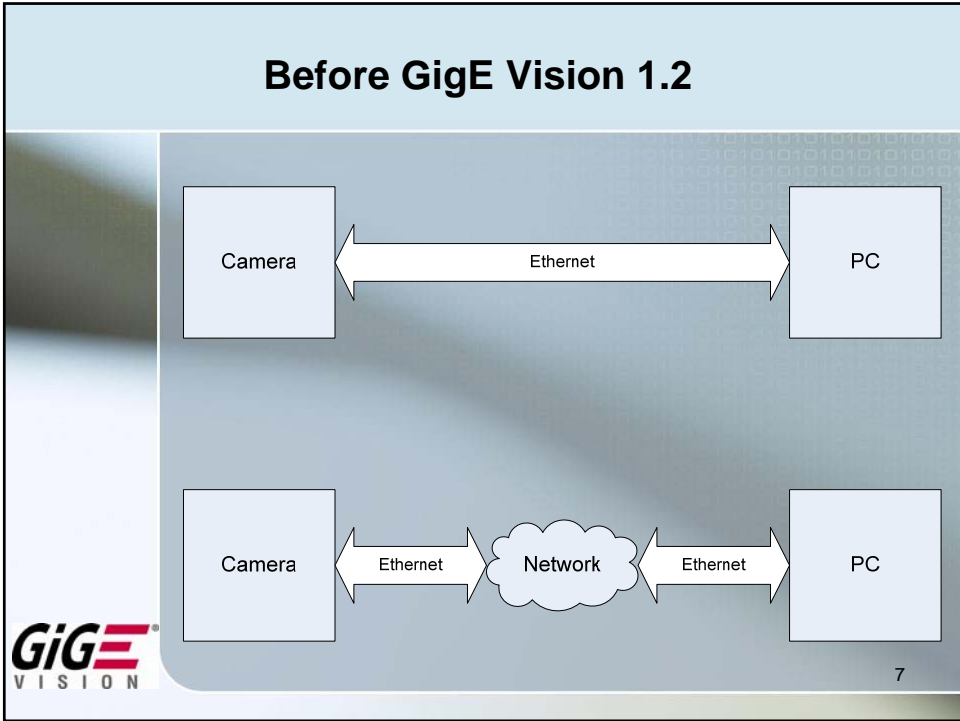 Before GigE Vision 1.2
Camera
Ethernet
PC
Camera
Ethernet
Network
Ethernet
PC
GiGE®
VISION
7